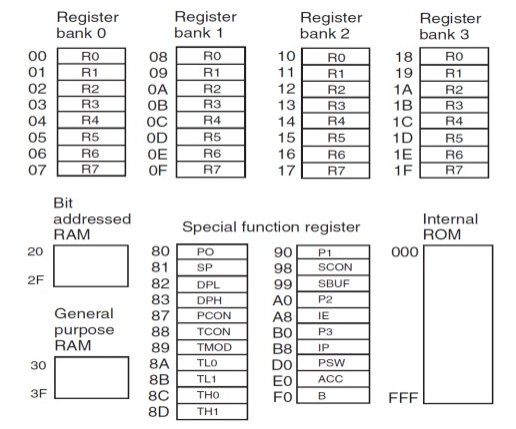 Register bank 0
Register bank 1
Register bank 2
Register bank 3
00 R0 08 R0 10 R0 18 R0
01 R1 09 R1 11 R1 19 R1
02 R2 0A R2 12 R2 1A R2
03 R3 0B R3 13 R3 1B R3
04 R4 0C R4 14 R4 1C R4
05 R5 0D R5 15 R5 1D R5
06 R6 0E R6 16 R6 1E R6
07 R7 0F R7 17 R7 1F R7
Bit
addressed
RAM
20
2F
General
purpose
RAM
30
3F
Special function register
80 PO 90 P1
81 SP 98 SCON
82 DPL 99 SBUF
83 DPH A0 P2
87 PCON A8 IE
88 TCON B0 P3
89 TMOD B8 IP
8A TL0 D0 PSW
8B TL1 E0 ACC
8C TH0 F0 B
8D TH1
Internal
ROM
000
FFF